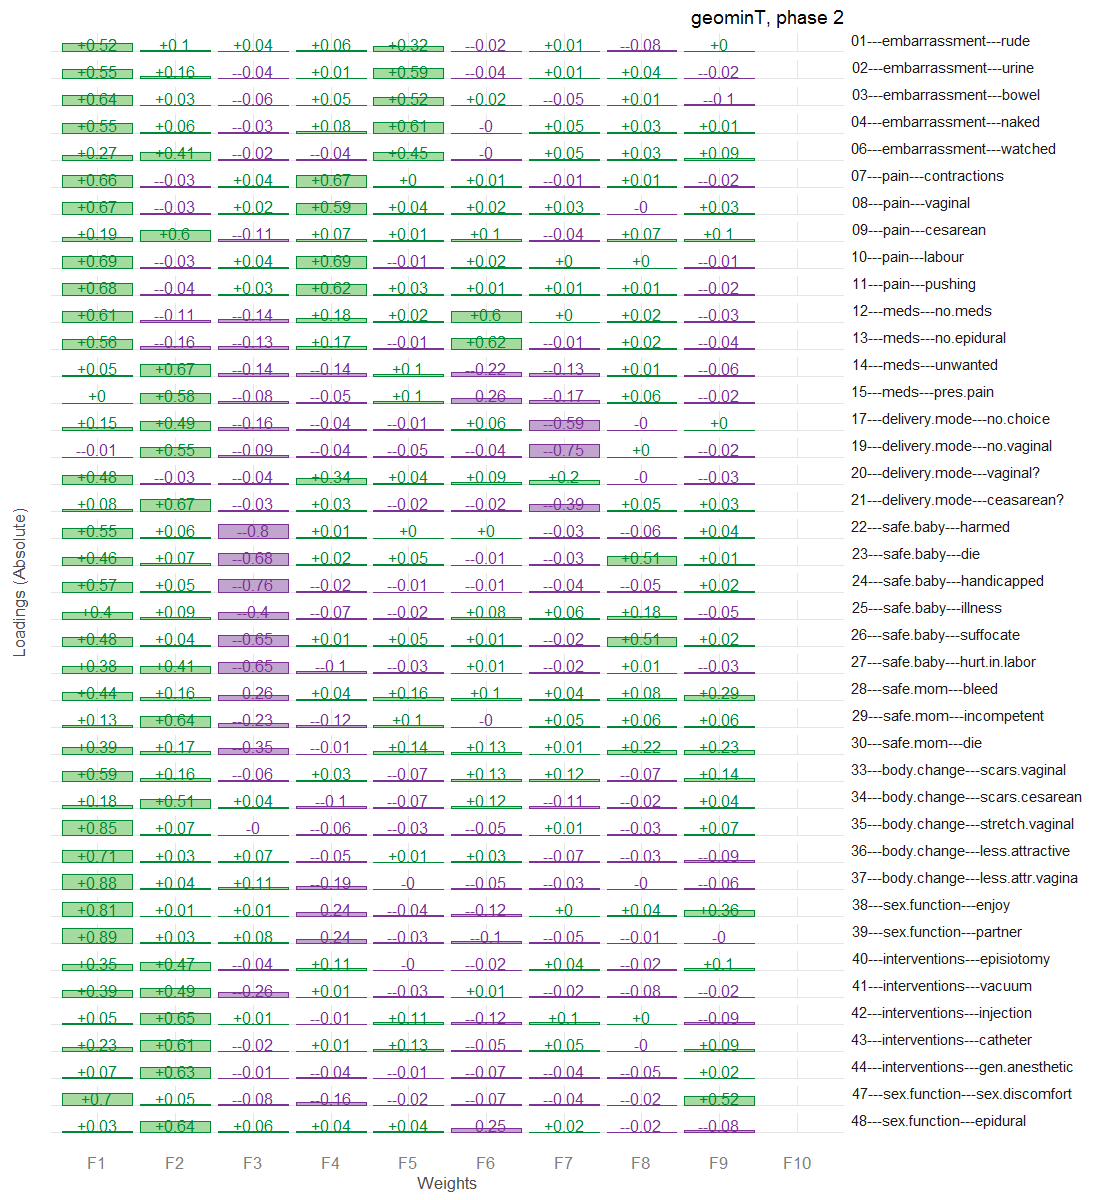 geominT, phase 2
+0.52 +0.1 +0.04 +0.06 +0.32 --0.02 +0.01 --0.08 +0 01---embarrassment---rude
+0.55 +0.16 --0.04 +0.01 +0.59 --0.04 +0.01 +0.04 --0.02 02---embarrassment---urine
+0.64 +0.03 --0.06 +0.05 +0.52 +0.02 --0.05 +0.01 --0.1 03---embarrassment---bowel
+0.55 +0.06 --0.03 +0.08 +0.61 -0 +0.05 +0.03 +0.01 04---embarrassment---naked
+0.27 +0.41 --0.02 --0.04 +0.45 -0 +0.05 +0.03 +0.09 06---embarrassment---watched
+0.66 --0.03 +0.04 +0.67 +0 +0.01 --0.01 +0.01 --0.02 07---pain---contractions
+0.67 --0.03 +0.02 +0.59 +0.04 +0.02 +0.03 -0 +0.03 08---pain---vaginal
+0.19 +0.6 --0.11 +0.07 +0.01 +0.1 --0.04 +0.07 +0.1 09---pain---cesarean
+0.69 --0.03 +0.04 +0.69 --0.01 +0.02 +0 +0 --0.01 10---pain---labour
+0.68 --0.04 +0.03 +0.62 +0.03 +0.01 +0.01 +0.01 --0.02 11---pain---pushing
+0.61 --0.11 --0.14 +0.18 +0.02 +0.6 +0 +0.02 --0.03 12---meds---no.meds
+0.56 --0.16 --0.13 +0.17 --0.01 +0.62 --0.01 +0.02 --0.04 13---meds---no.epidural
+0.05 +0.67 --0.14 --0.14 +0.1 --0.22 --0.13 +0.01 --0.06 14---meds---unwanted
+0 +0.58 --0.08 --0.05 +0.1 --0.26 --0.17 +0.06 --0.02 15---meds---pres.pain
+0.15 +0.49 --0.16 --0.04 --0.01 +0.06 --0.59 -0 +0 17---delivery.mode---no.choice
--0.01 +0.55 --0.09 --0.04 --0.05 --0.04 --0.75 +0 --0.02 19---delivery.mode---no.vaginal
+0.48 --0.03 --0.04 +0.34 --0.04 +0.09 +0.2 -0 --0.03 20---delivery.mode---vaginal?
+0.08 +0.67 --0.03 +0.03 --0.02 --0.02 --0.39 +0.05 +0.03 21---delivery.mode---ceasarean?
+0.55 +0.06 --0.8 +0.01 +0 +0 --0.03 --0.06 +0.04 22---safe.baby---harmed
+0.46 +0.07 --0.68 +0.02 +0.05 --0.01 --0.03 +0.51 +0.01 23---safe.baby---die
+0.57 +0.05 --0.76 --0.02 --0.01 --0.01 --0.04 --0.05 +0.02 24---safe.baby---handicapped
+0.4 +0.09 --0.4 --0.07 --0.02 +0.08 +0.06 +0.18 --0.05 25---safe.baby---illness
+0.48 +0.04 --0.65 +0.01 +0.05 +0.01 --0.02 +0.51 +0.02 26---safe.baby---suffocate
+0.38 +0.41 --0.65 --0.1 --0.03 +0.01 --0.02 +0.01 --0.03 27---safe.baby---hurt.in.labor
+0.44 +0.16 --0.26 +0.04 +0.16 +0.1 +0.04 +0.08 +0.29 28---safe.mom---bleed
+0.13 +0.64 --0.23 --0.12 +0.1 -0 +0.05 +0.06 +0.06 29---safe.mom---incompetent
+0.39 +0.17 --0.35 --0.01 +0.14 +0.13 +0.01 +0.22 +0.23 30---safe.mom---die
+0.59 +0.16 --0.06 +0.03 --0.07 +0.13 +0.12 --0.07 +0.14 33---body.change---scars.vaginal
+0.18 +0.51 +0.04 --0.1 --0.07 +0.12 --0.11 --0.02 +0.04 34---body.change---scars.cesarean
+0.85 +0.07 -0 --0.06 --0.03 --0.05 +0.01 --0.03 +0.07 35---body.change---stretch.vaginal
+0.71 +0.03 +0.07 --0.05 +0.01 +0.03 --0.07 --0.03 --0.09 36---body.change---less.attractive
+0.88 +0.04 +0.11 --0.19 -0 --0.05 --0.03 -0 --0.06 37---body.change---less.attr.vagina
+0.81 +0.01 +0.01 --0.24 --0.04 --0.12 +0 +0.04 +0.36 38---sex.function---enjoy
+0.89 +0.03 +0.08 --0.24 --0.03 --0.1 --0.05 --0.01 -0 39---sex.function---partner
+0.35 +0.47 --0.04 +0.11 -0 --0.02 +0.04 --0.02 +0.1 40---interventions---episiotomy
+0.39 +0.49 --0.26 +0.01 --0.03 +0.01 --0.02 --0.08 --0.02 41---interventions---vacuum
+0.05 +0.65 +0.01 --0.01 +0.11 --0.12 +0.1 +0 --0.09 42---interventions---injection
+0.23 +0.61 --0.02 +0.01 +0.13 --0.05 +0.05 -0 +0.09 43---interventions---catheter
+0.07 +0.63 --0.01 --0.04 --0.01 --0.07 --0.04 --0.05 +0.02 44---interventions---gen.anesthetic
+0.7 +0.05 --0.08 --0.16 --0.02 --0.07 --0.04 --0.02 +0.52 47---sex.function---sex.discomfort
+0.03 +0.64 +0.06 +0.04 +0.04 --0.25 +0.02 --0.02 --0.08 48---sex.function---epidural
F1 F2 F3 F4 F5 F6 F7 F8 F9 F10
Weights
Loadings (Absolute)